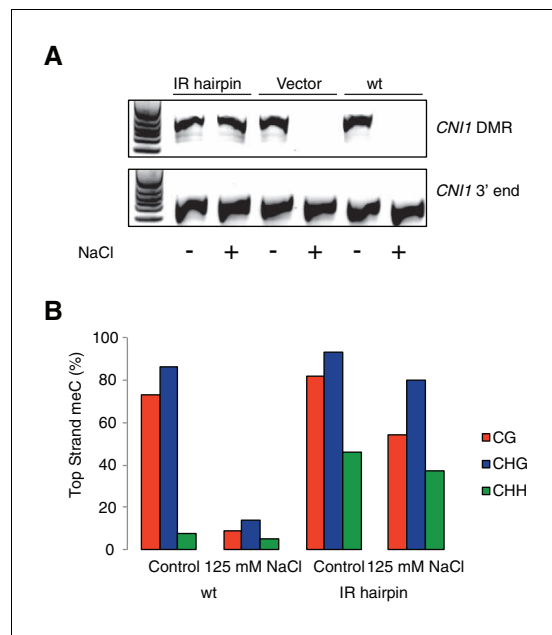 A
IR hairpin Vector wt
CNI1 DMR
CNI1 3' end
NaCl - + - + - +
B
Top Strand meC (%)
100
80
60
40
20
0
CG
CHG
CHH
Control 125 mM NaCl Control 125 mM NaCl
wt IR hairpin